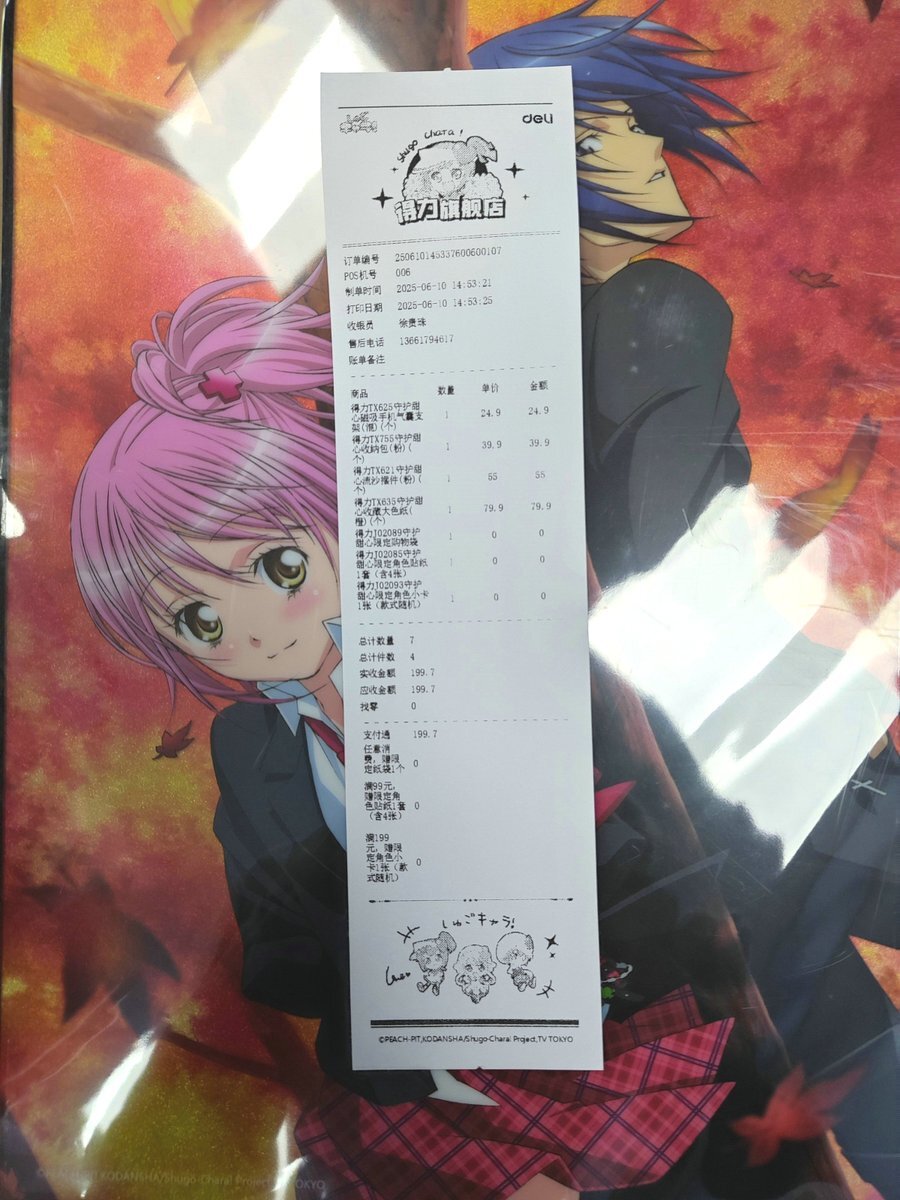 deli
Shugo Chara!
得力旗舰店
订单编号 250610145337600600107
POS机号 006
制单时间 2025-06-10 14:53:21
打印日期 2025-06-10 14:53:25
收银员 徐贵珠
售后电话 13661794617
账单备注
商品 数量 单价 金额
得力TX625守护甜
心磁吸手机气囊支 1 24.9 24.9
架(混)(个)
得力TX755守护甜
心收纳包(粉)( 1 39.9 39.9
个)
得力TX621守护甜
心流沙摆件(粉)( 1 55 55
个)
得力TX635守护甜
心收藏大色纸( 1 79.9 79.9
橙)(个)
得力J02089守护 1 0 0
甜心限定购物袋
得力J02085守护
甜心限定角色贴纸 1 0 0
1套（含4张）
得力J02093守护
甜心限定角色小卡 1 0 0
1张（款式随机）
总计数量 7
总计件数 4
实收金额 199.7
应收金额 199.7
找零 0
支付通 199.7
任意消
费，赠限 0
定纸袋1个
满99元，
赠限定角
色贴纸1套 0
（含4张）
满199
元，赠限
定角色小 0
卡1张（款
式随机）
しゅごキャラ!
©PEACH-PIT,KODANSHA/Shugo-Chara! Project,TV TOKYO
KODANSHA/Shugo-Chara! Project, TV TOKYO